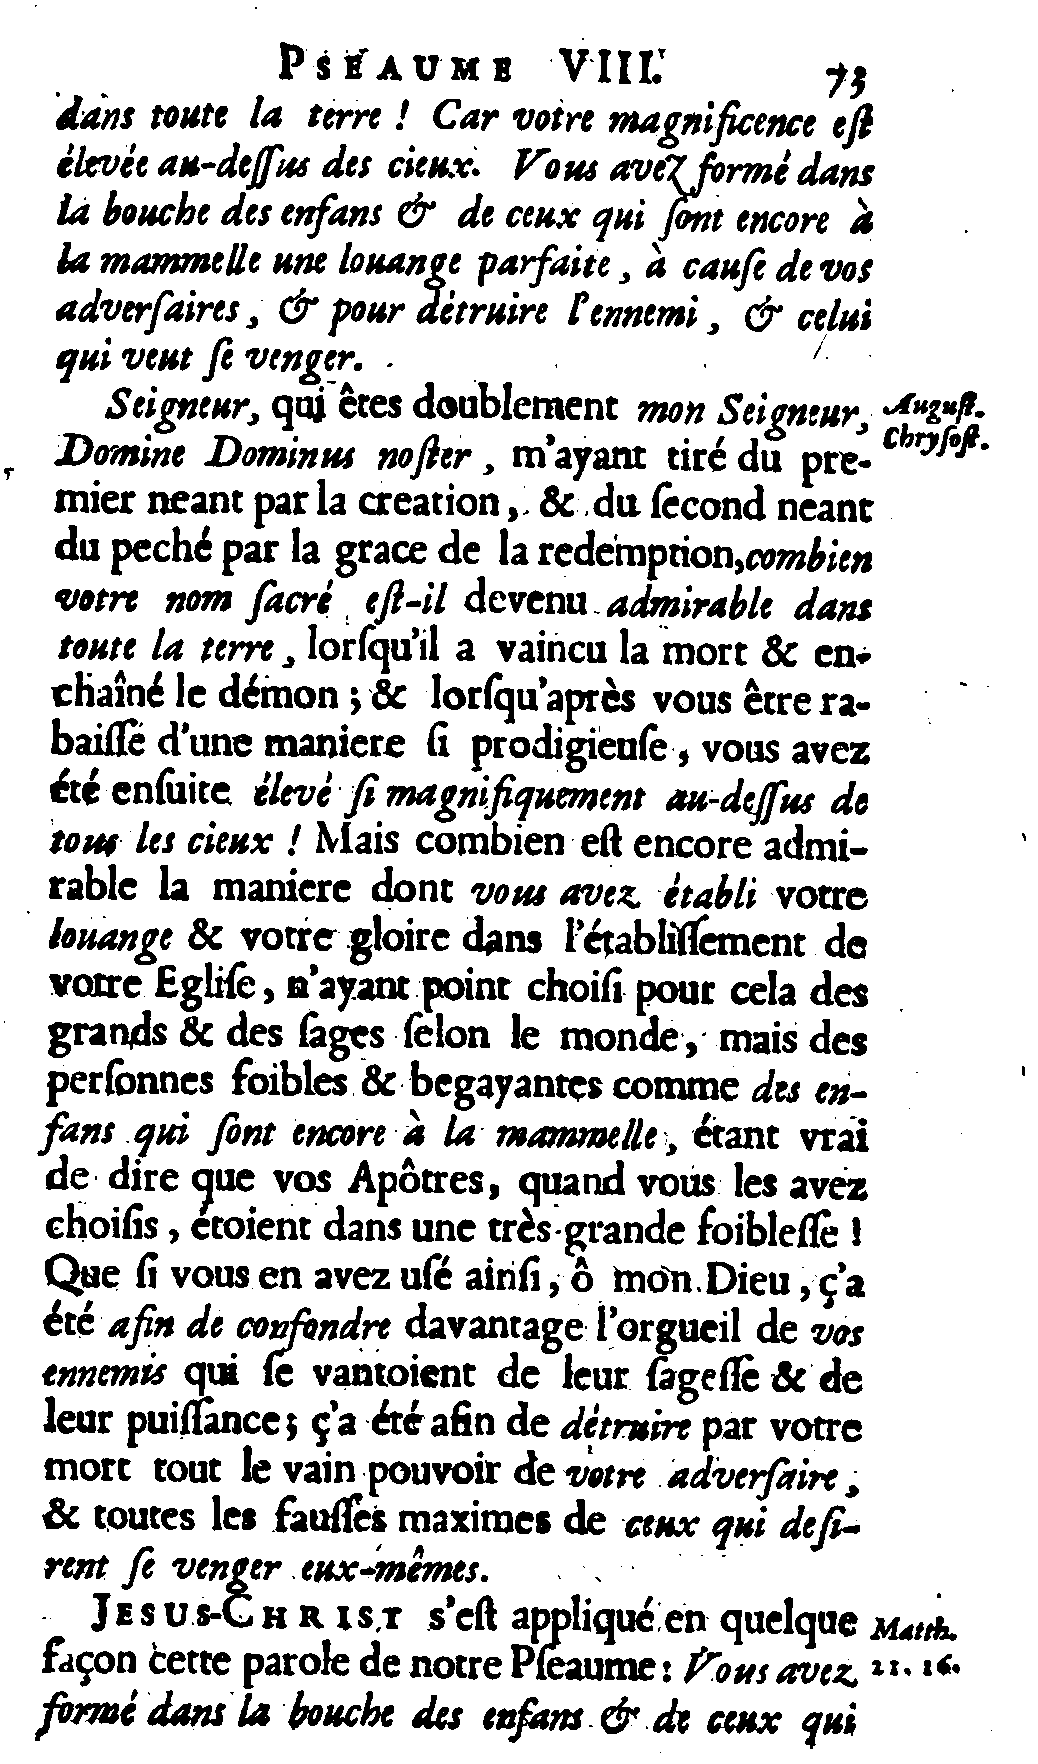 PSEAUME VIII. 73
dans toute la terre ! Car votre magnificence eſt
élevée au-deſſus des cieux. Vous avez formé dans
la bouche des enfans & de ceux qui ſont encore à
la mammelle une louange parfaite, à cauſe de vos
adverſaires, & pour détruire l'ennemi, & celui
qui veut ſe venger.
Seigneur, qui êtes doublement mon Seigneur, Auguſt.
Domine Dominus noſter, m'ayant tiré du pre- Chryſoſt.
mier neant par la creation, & du ſecond neant
du peché par la grace de la redemption, combien
votre nom ſacré eſt-il devenu admirable dans
toute la terre, lorſqu'il a vaincu la mort & en-
chaîné le démon ; & lorſqu'après vous être ra-
baiſſé d'une maniere ſi prodigieuſe, vous avez
été enſuite élevé ſi magnifiquement au-deſſus de
tous les cieux ! Mais combien eſt encore admi-
rable la maniere dont vous avez établi votre
louange & votre gloire dans l'établiſſement de
votre Egliſe, n'ayant point choiſi pour cela des
grands & des ſages ſelon le monde, mais des
perſonnes foibles & begayantes comme des en-
fans qui ſont encore à la mammelle, étant vrai
de dire que vos Apôtres, quand vous les avez
choiſis, étoient dans une très-grande foibleſſe !
Que ſi vous en avez uſé ainſi, ô mon Dieu, ç'a
été afin de confondre davantage l'orgueil de vos
ennemis qui ſe vantoient de leur ſageſſe & de
leur puiſſance; ç'a été afin de détruire par votre
mort tout le vain pouvoir de votre adverſaire,
& toutes les fauſſes maximes de ceux qui deſi-
rent ſe venger eux-mêmes.
JESUS-CHRIST s'eſt appliqué en quelque Matth.
façon cette parole de notre Pſeaume : Vous avez 21. 16.
formé dans la bouche des enfans & de ceux qui